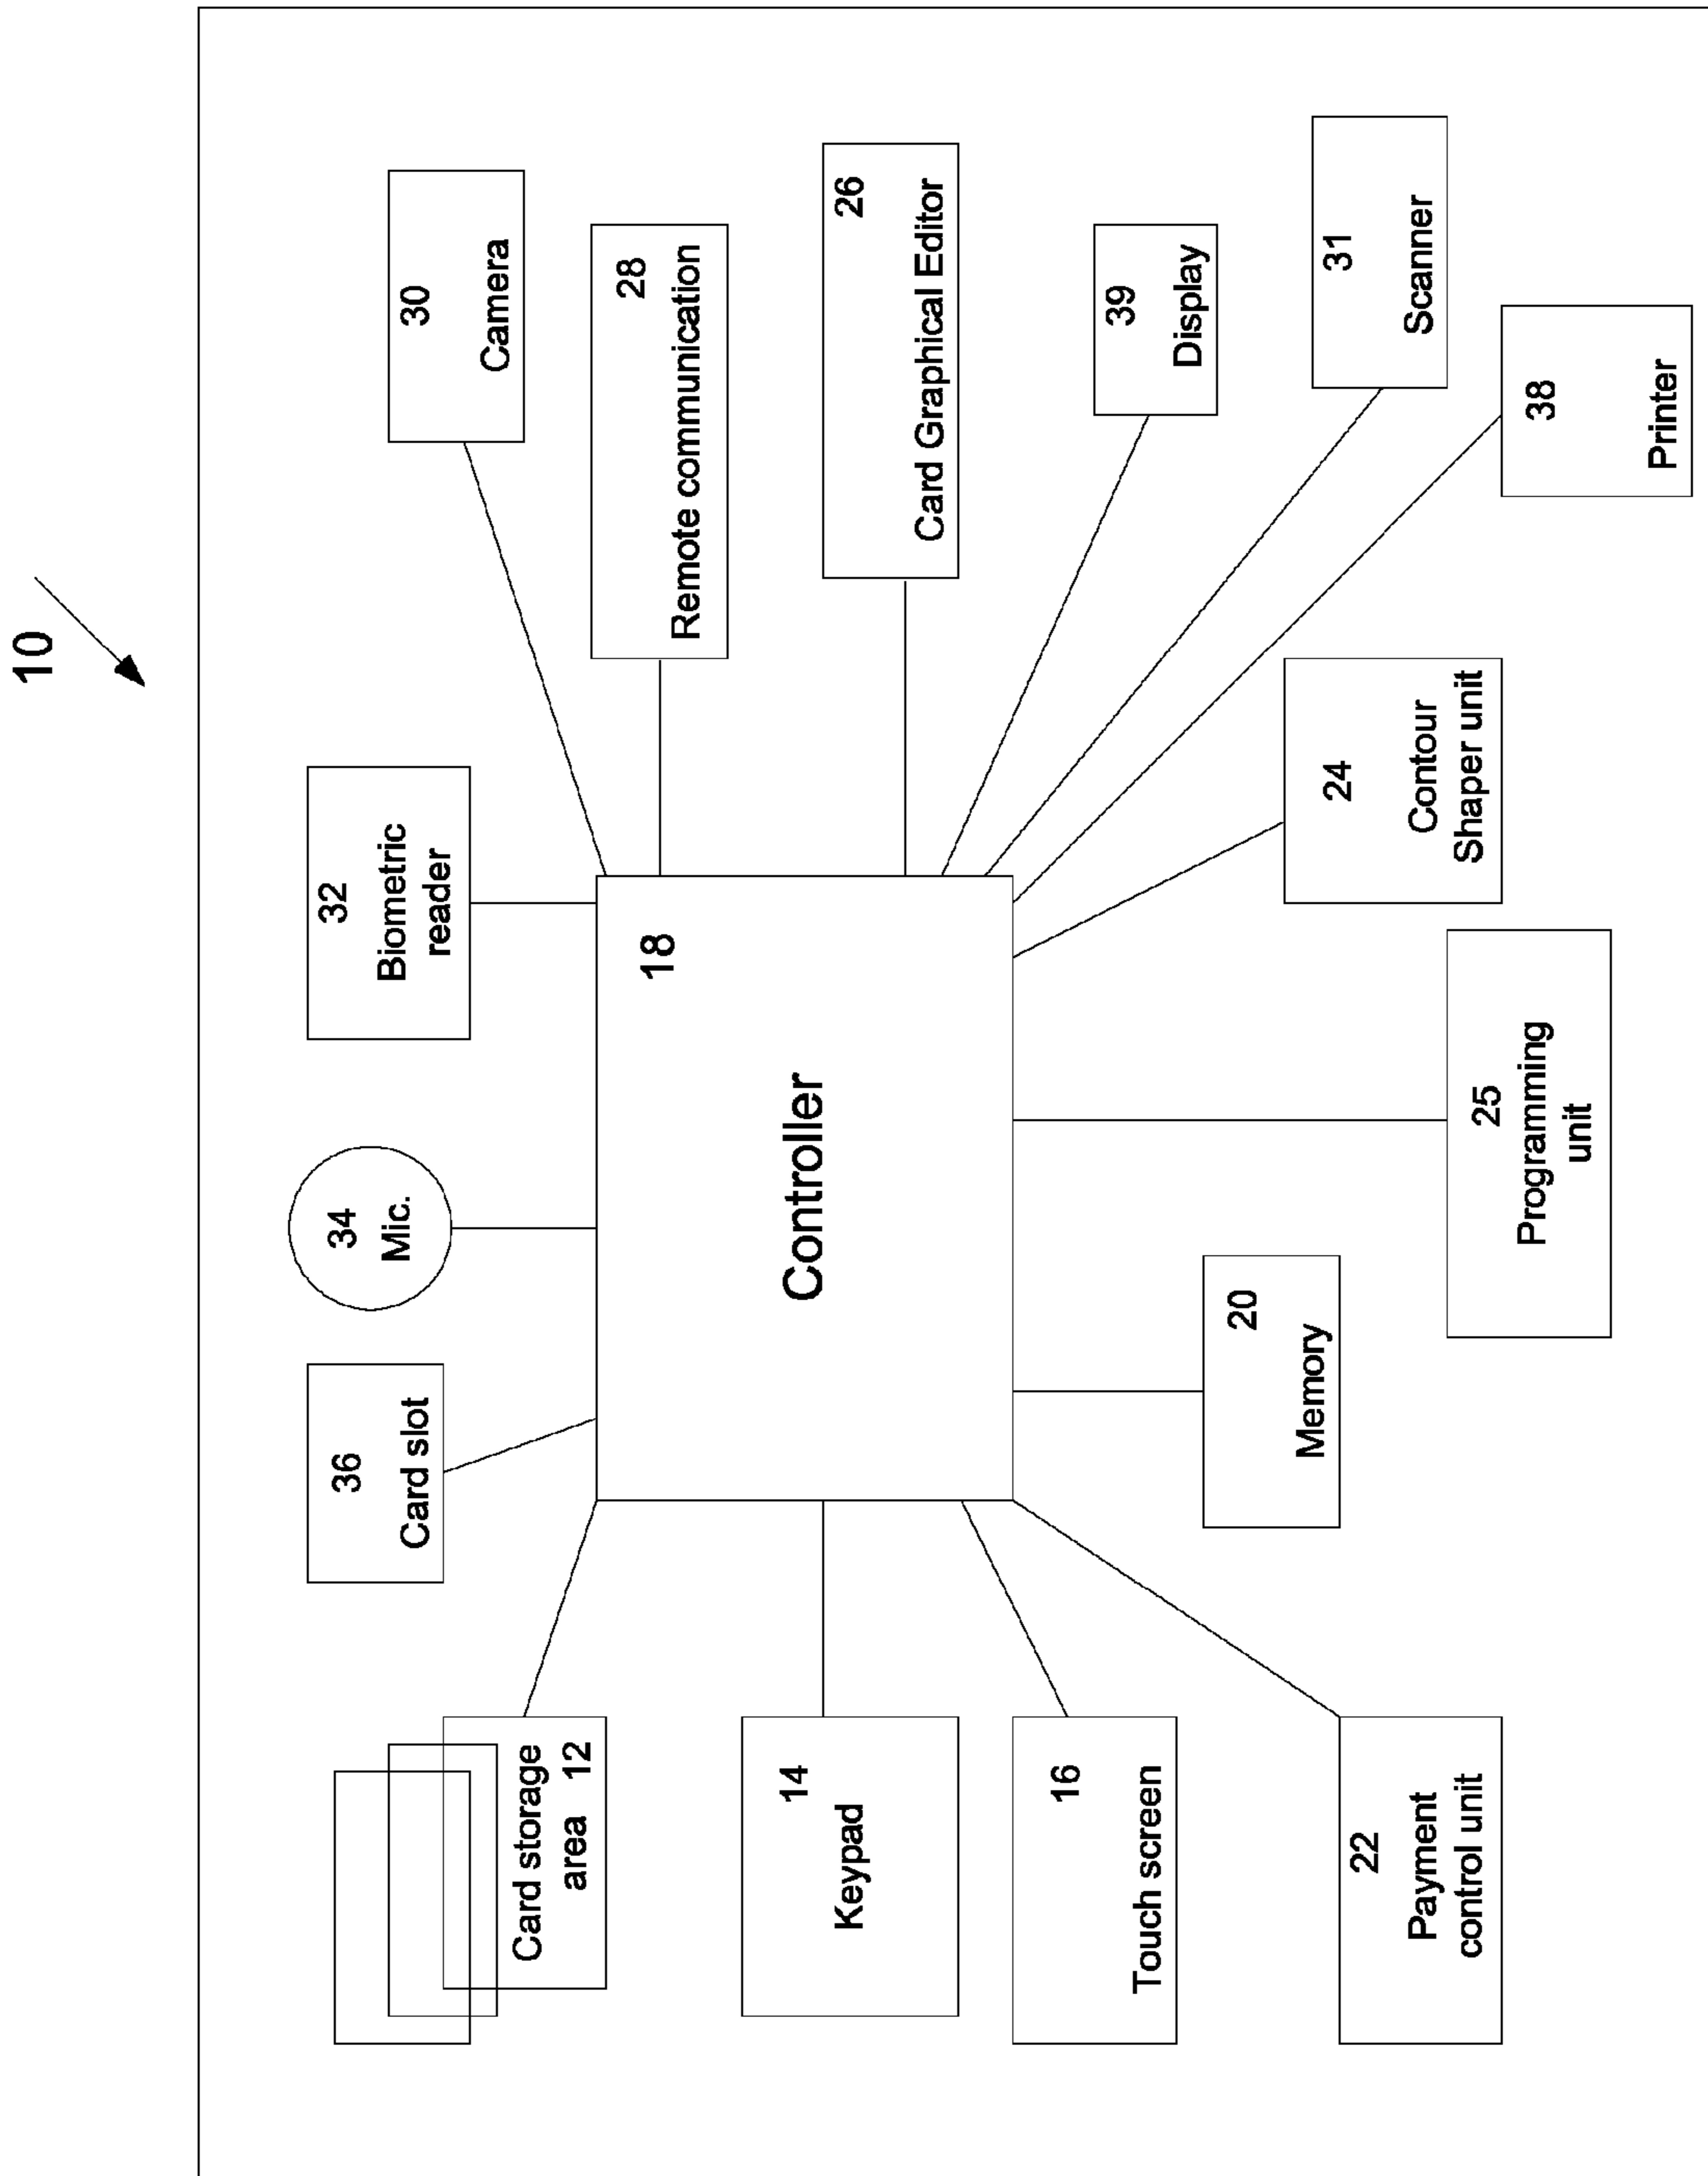 10
36
Card slot
34
Mic.
32
Biometric
reader
30
Camera
Card storage
area 12
18
Controller
28
Remote communication
14
Keypad
26
Card Graphical Editor
16
Touch screen
39
Display
20
Memory
24
Contour
Shaper unit
31
Scanner
22
Payment
control unit
25
Programming
unit
38
Printer